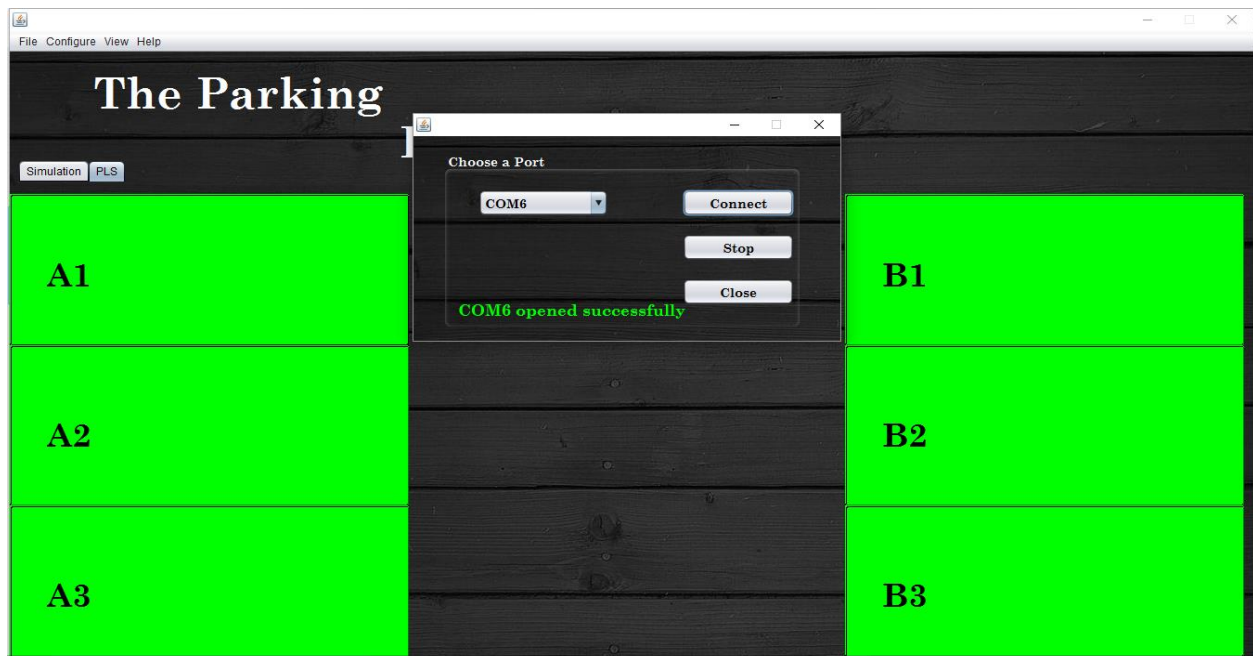 File Configure View Help
The Parking
Simulation PLS
Choose a Port
COM6 Connect
Stop
Close
COM6 opened successfully
A1 B1
A2 B2
A3 B3